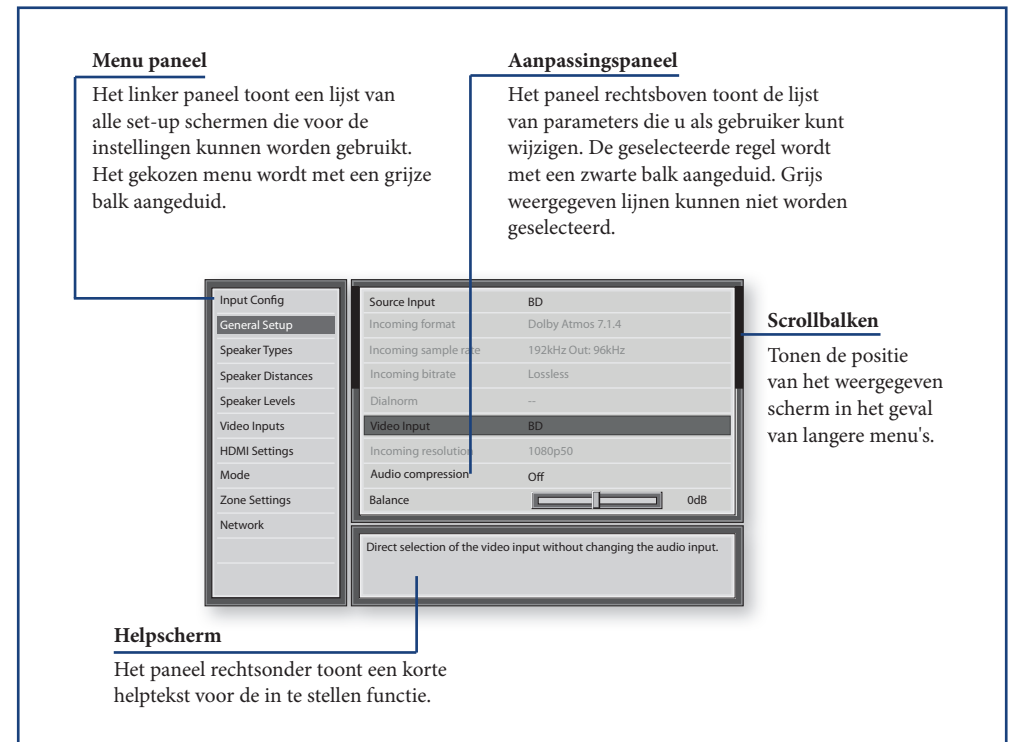 Menu paneel
Het linker paneel toont een lijst van
alle set-up schermen die voor de
instellingen kunnen worden gebruikt.
Het gekozen menu wordt met een grijze
balk aangeduid.
Aanpassingspaneel
Het paneel rechtsboven toont de lijst
van parameters die u als gebruiker kunt
wijzigen. De geselecteerde regel wordt
met een zwarte balk aangeduid. Grijs
weergegeven lijnen kunnen niet worden
geselecteerd.
Input Config
General Setup
Speaker Types
Speaker Distances
Speaker Levels
Video Inputs
HDMI Settings
Mode
Zone Settings
Network
Source Input BD
Incoming format Dolby Atmos 7.1.4
Incoming sample rate 192kHz Out: 96kHz
Incoming bitrate Lossless
Dialnorm --
Video Input BD
Incoming resolution 1080p50
Audio compression Off
Balance 0dB
Direct selection of the video input without changing the audio input.
Scrollbalken
Tonen de positie
van het weergegeven
scherm in het geval
van langere menu's.
Helpscherm
Het paneel rechtsonder toont een korte
helptekst voor de in te stellen functie.